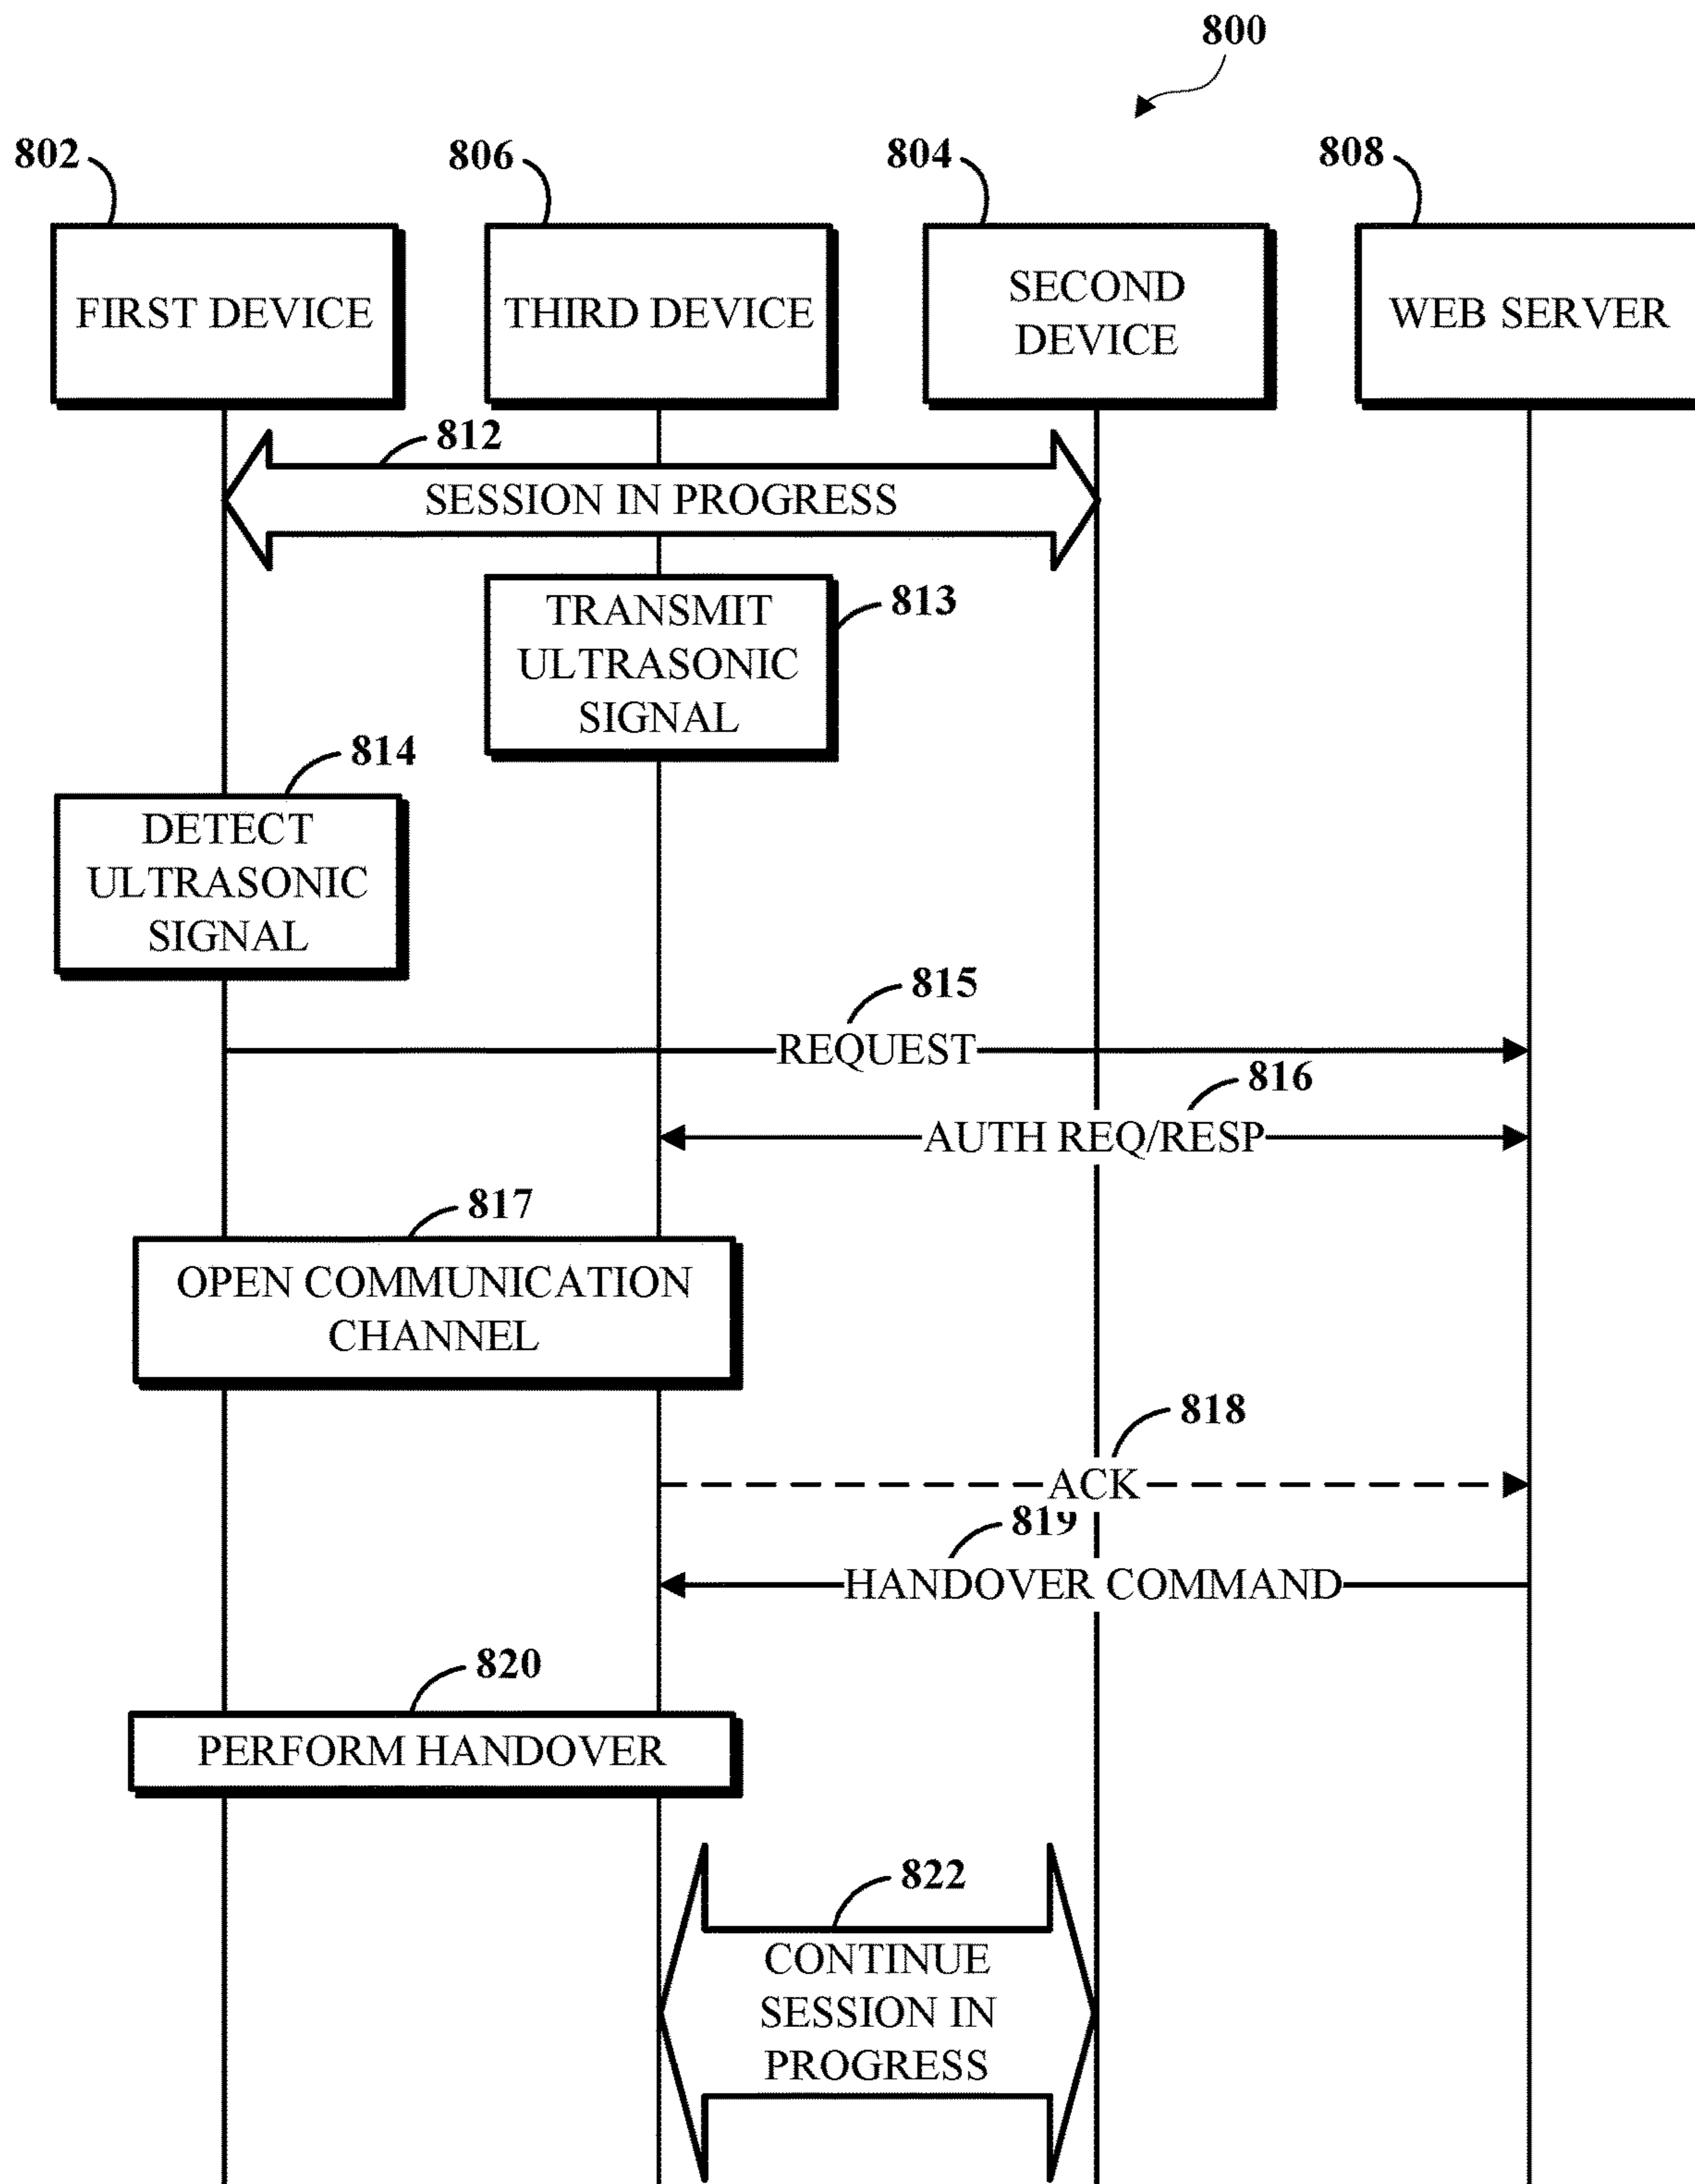 800
802
806
804
808
FIRST DEVICE
THIRD DEVICE
SECOND
DEVICE
WEB SERVER
812
SESSION IN PROGRESS
TRANSMIT
ULTRASONIC
SIGNAL
813
814
DETECT
ULTRASONIC
SIGNAL
815
REQUEST
816
AUTH REQ/RESP
817
OPEN COMMUNICATION
CHANNEL
818
ACK
819
HANDOVER COMMAND
820
PERFORM HANDOVER
822
CONTINUE
SESSION IN
PROGRESS